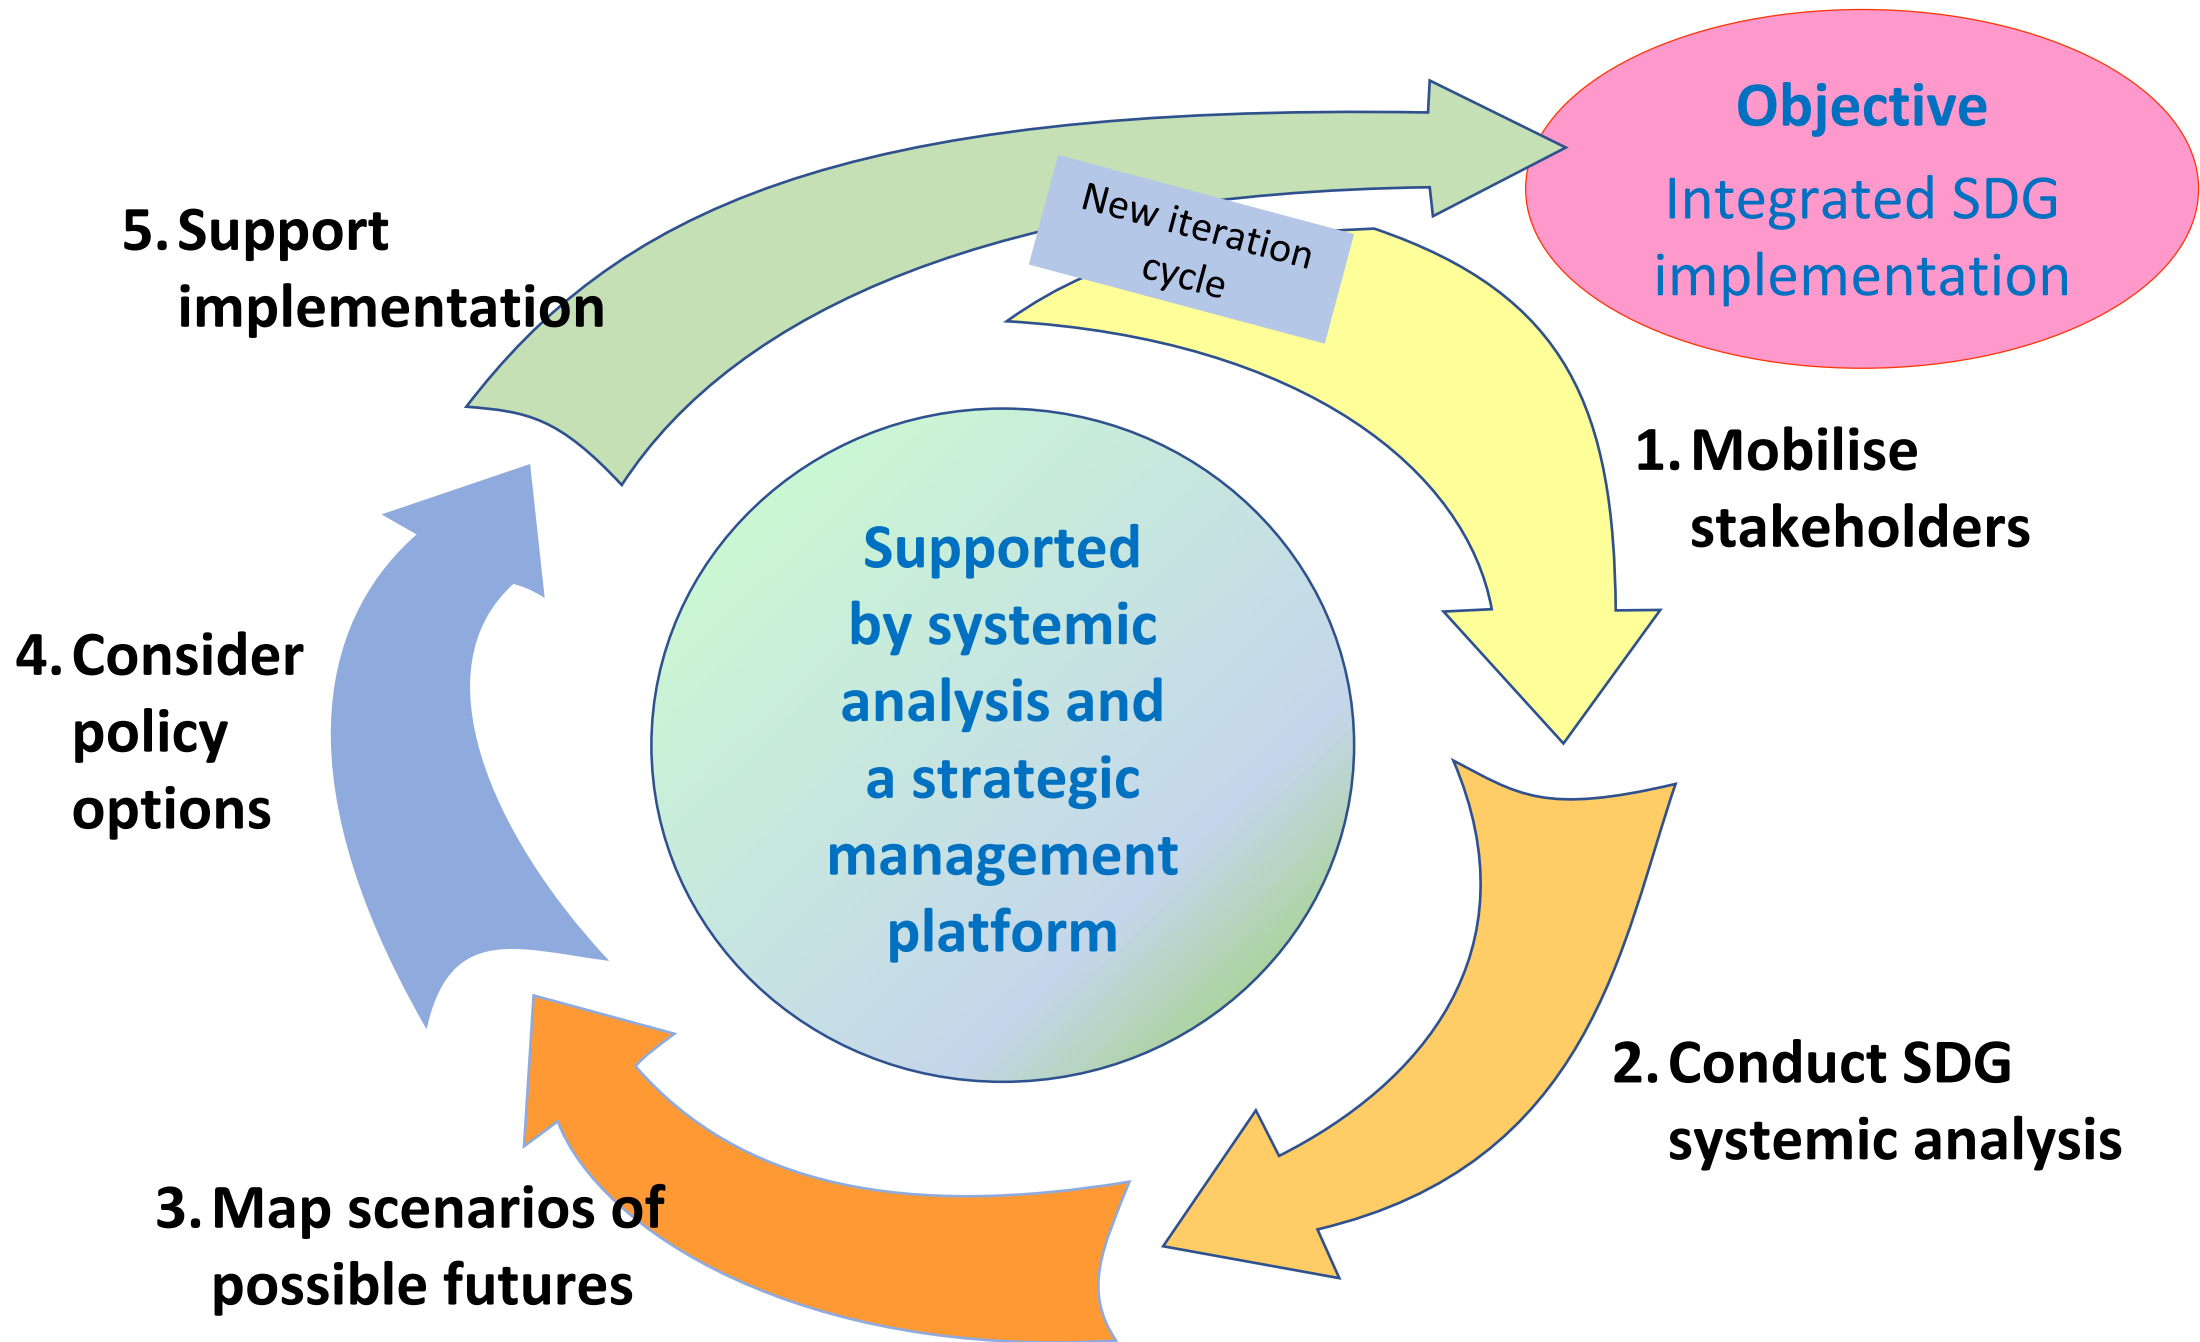 Objective
Integrated SDG
implementation
New iteration
cycle
1. Mobilise
stakeholders
2. Conduct SDG
systemic analysis
3. Map scenarios of
possible futures
4. Consider
policy
options
5. Support
implementation
Supported
by systemic
analysis and
a strategic
management
platform